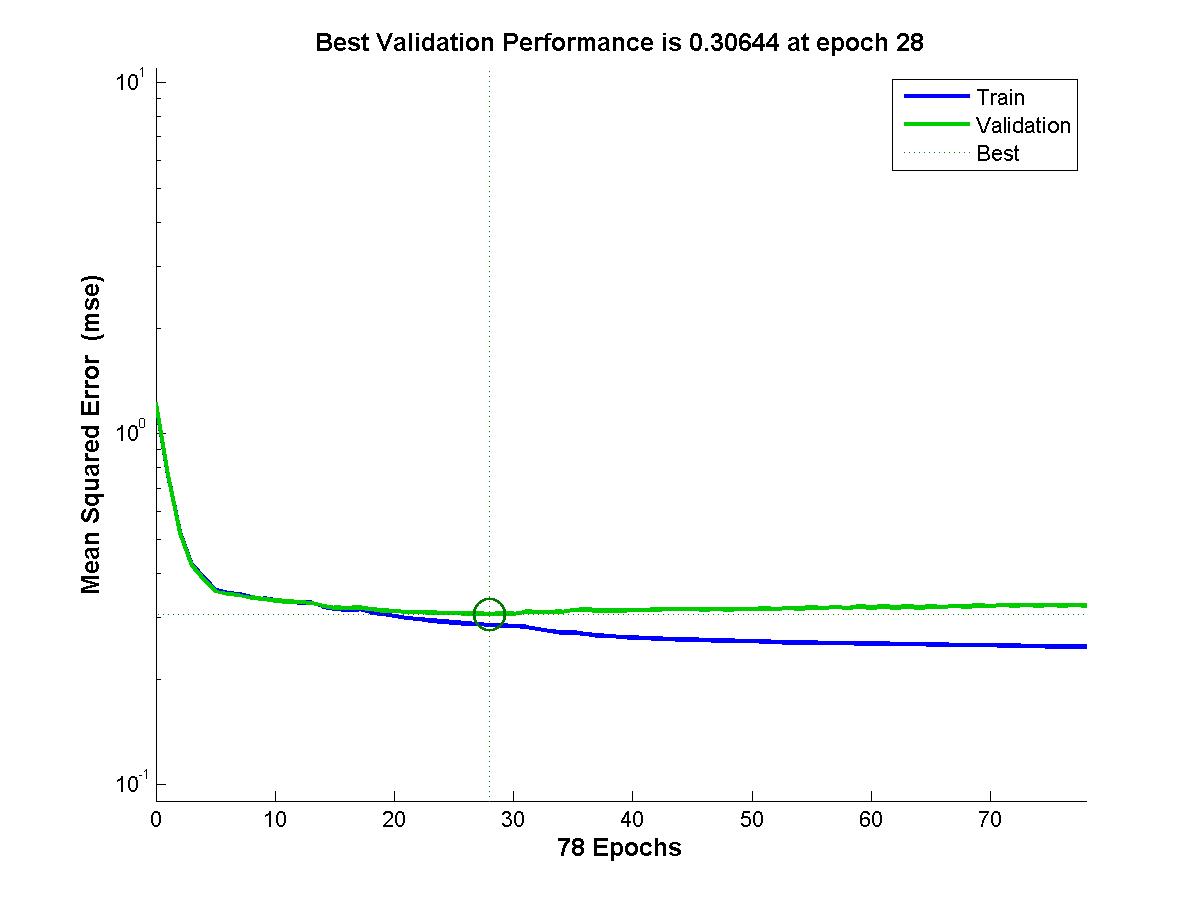 Best Validation Performance is 0.30644 at epoch 28
Train
Validation
Best
Mean Squared Error (mse)
10^1
10^0
10^-1
0 10 20 30 40 50 60 70
78 Epochs